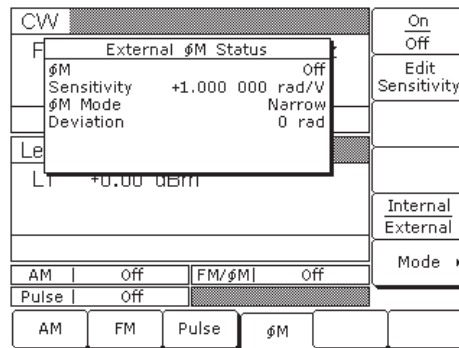 CW
F z
External ϕM Status
ϕM Off
Sensitivity +1.000 000 rad/V
ϕM Mode Narrow
Deviation 0 rad
Le
L1 +0.00 dBm
AM | Off FM/ϕM| Off
Pulse | Off
On
Off
Edit
Sensitivity
Internal
External
Mode
AM FM Pulse ϕM